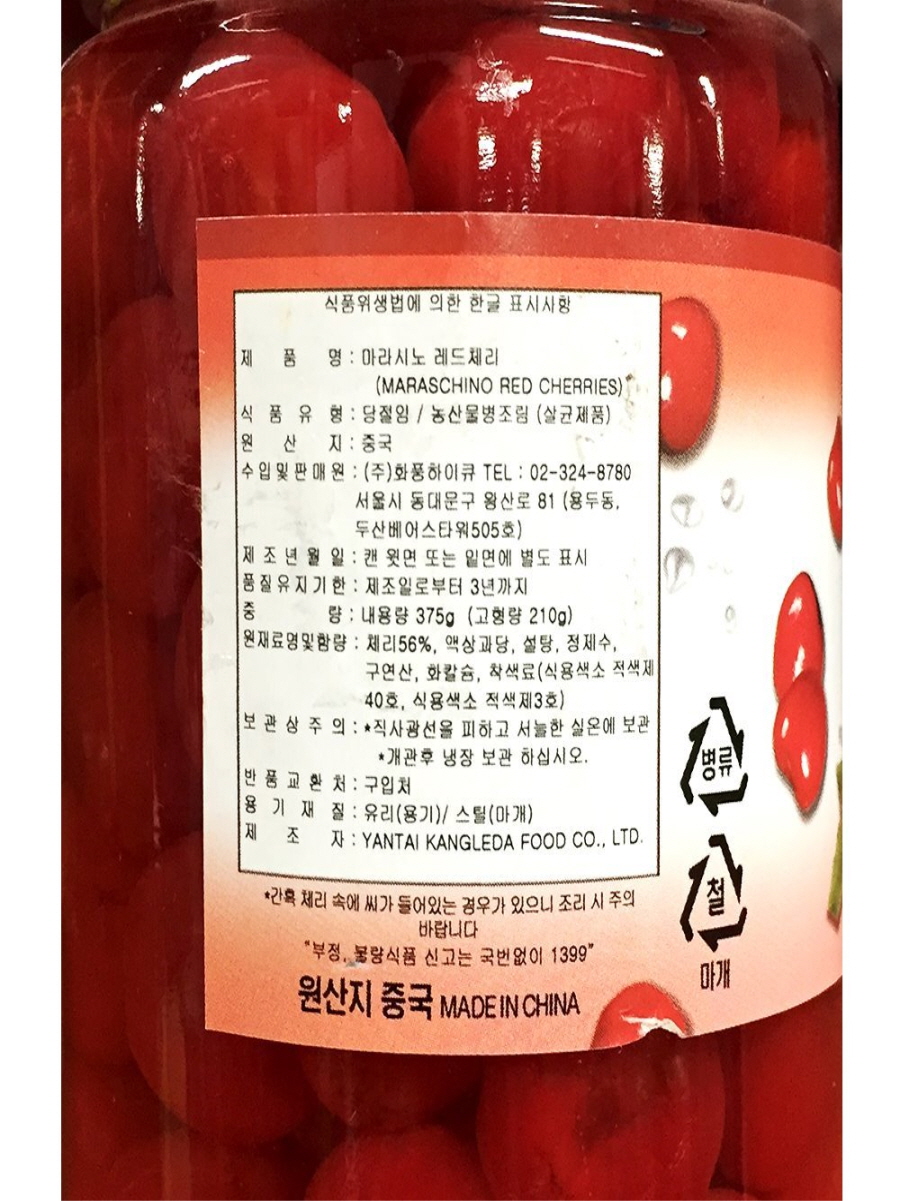 식품위생법에 의한 한글 표시사항
제 품 명 : 마라시노 레드체리
(MARASCHINO RED CHERRIES)
식 품 유 형 : 당절임 / 농산물병조림 (살균제품)
원 산 지 : 중국
수입및판매원 : (주)화풍하이큐 TEL : 02-324-8780
서울시 동대문구 왕산로 81 (용두동,
두산베어스타워505호)
제 조 년 월 일 : 캔 윗면 또는 밑면에 별도 표시
품질유지기한 : 제조일로부터 3년까지
중 량 : 내용량 375g (고형량 210g)
원재료명및함량 : 체리56%, 액상과당, 설탕, 정제수,
구연산, 화칼슘, 착색료(식용색소 적색제
40호, 식용색소 적색제3호)
보 관 상 주 의 : *직사광선을 피하고 서늘한 실온에 보관
*개관후 냉장 보관 하십시오.
반 품 교 환 처 : 구입처
용 기 재 질 : 유리(용기)/ 스틸(마개)
제 조 자 : YANTAI KANGLEDA FOOD CO., LTD.
*간혹 체리 속에 씨가 들어있는 경우가 있으니 조리 시 주의
바랍니다
"부정, 불량식품 신고는 국번없이 1399"
원산지 중국 MADE IN CHINA
병류
철
마개